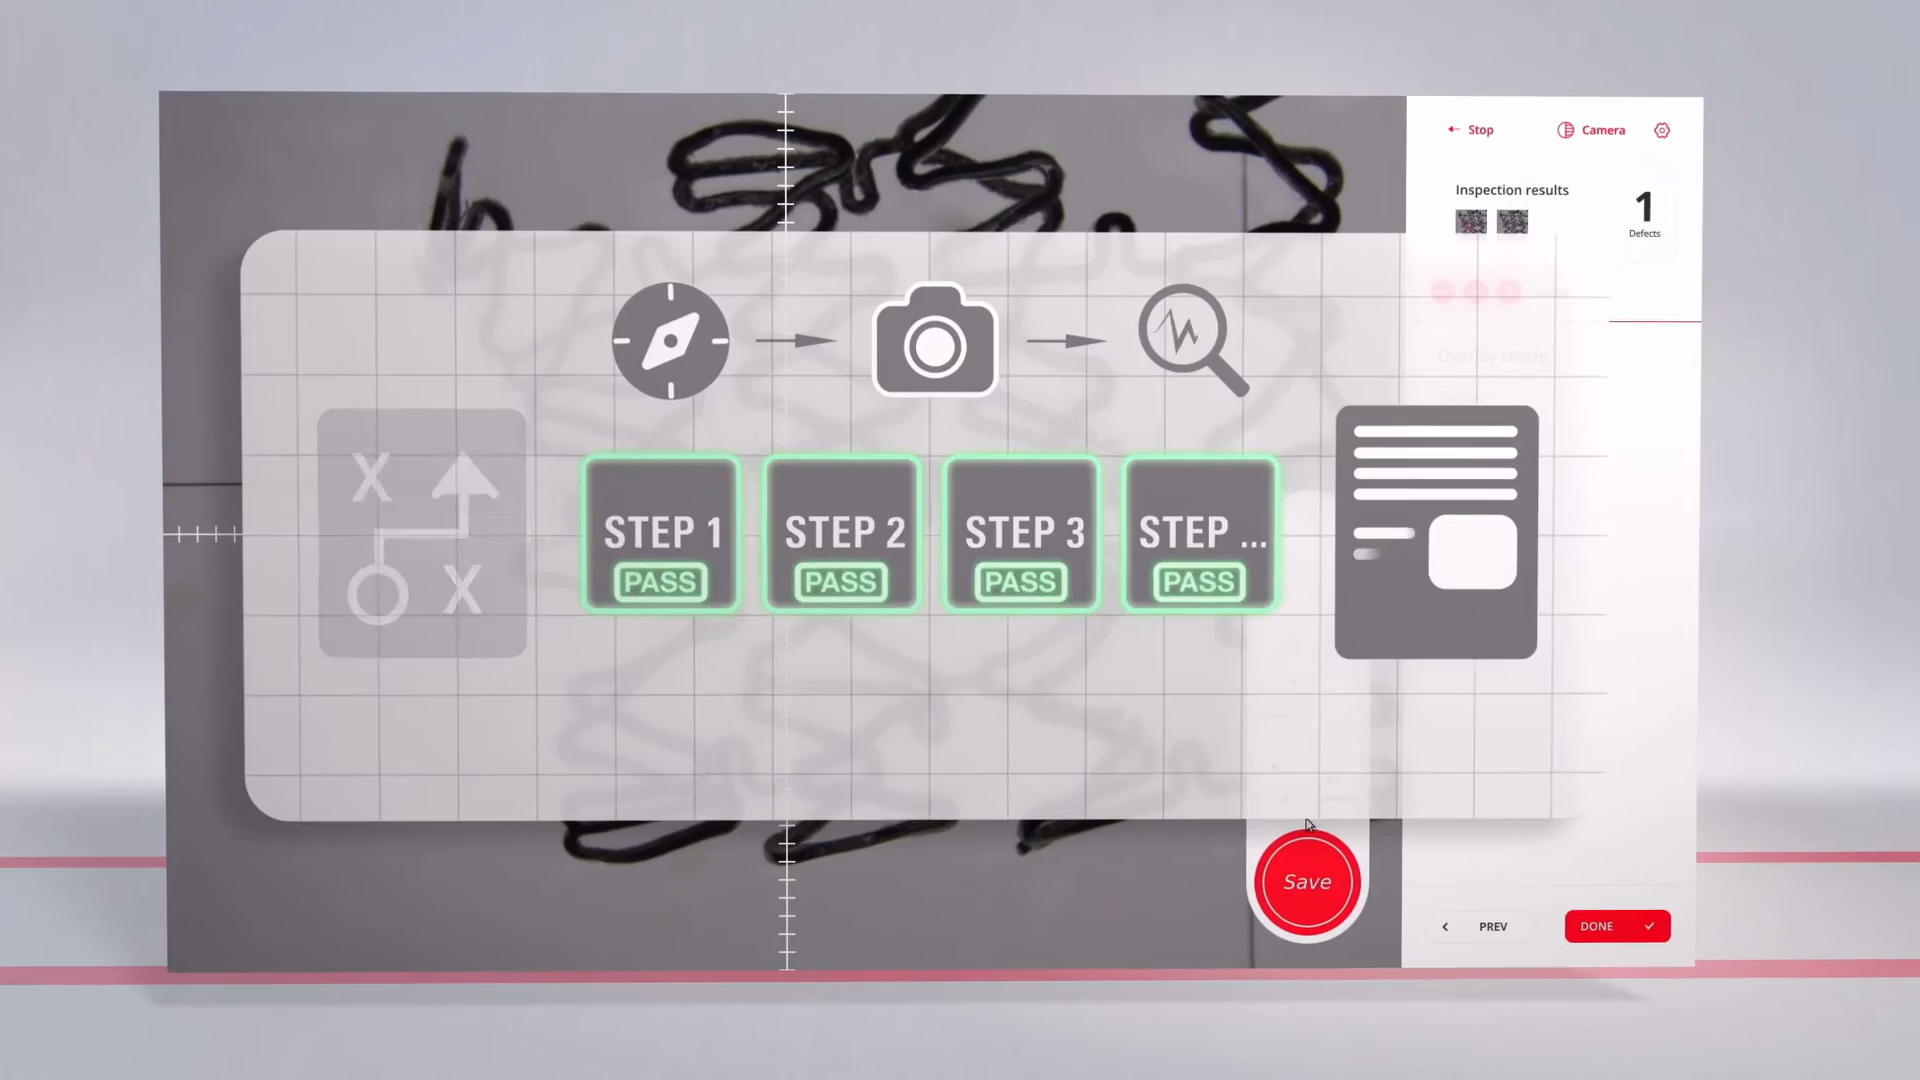 Stop
Camera
Inspection results
1
Defects
X
X
STEP 1
PASS
STEP 2
PASS
STEP 3
PASS
STEP ...
PASS
Save
PREV
DONE